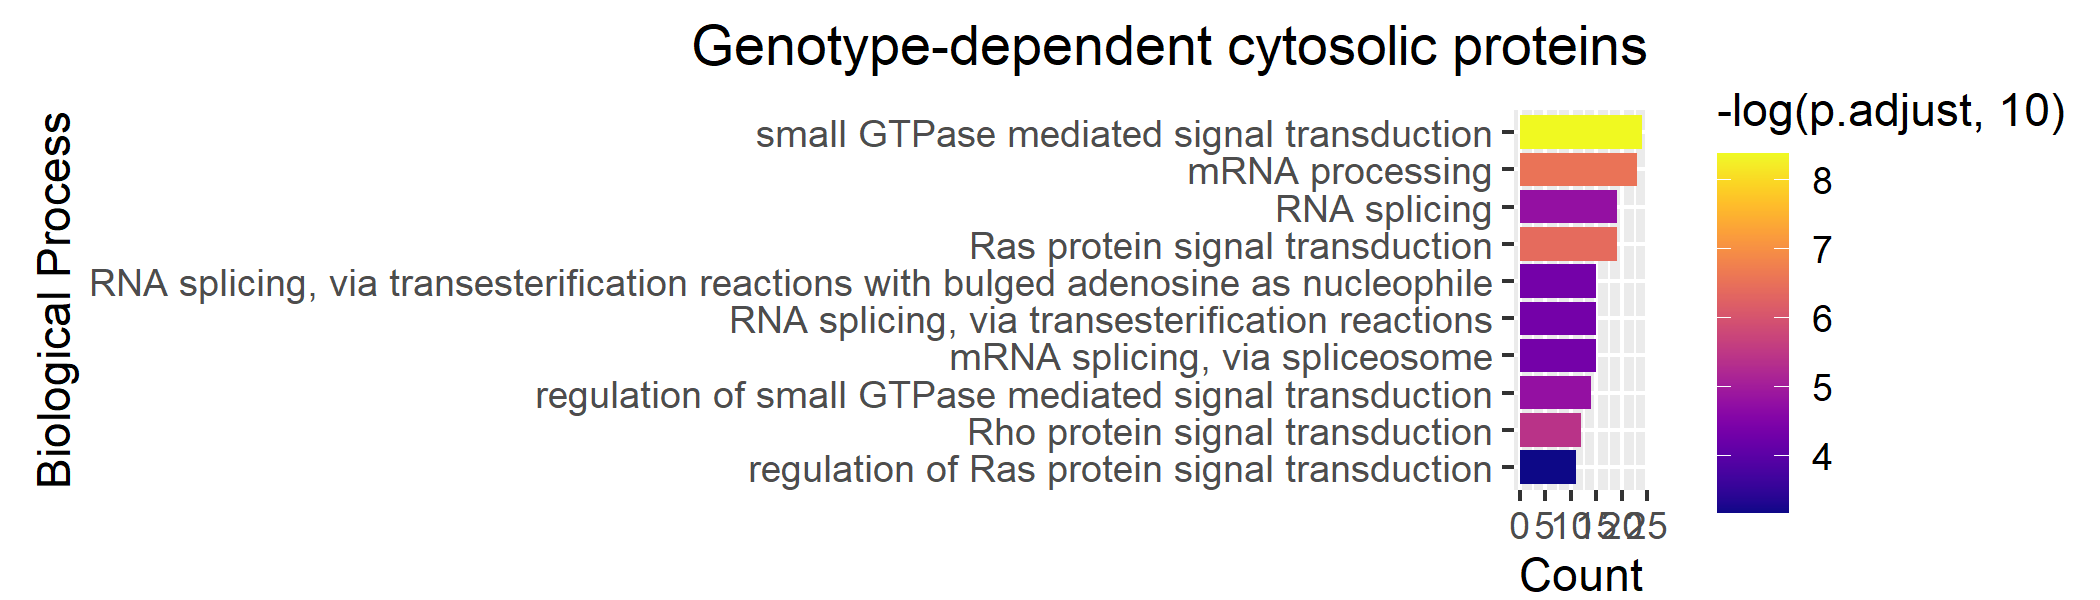 Genotype-dependent cytosolic proteins
Biological Process
small GTPase mediated signal transduction
mRNA processing
RNA splicing
Ras protein signal transduction
RNA splicing, via transesterification reactions with bulged adenosine as nucleophile
RNA splicing, via transesterification reactions
mRNA splicing, via spliceosome
regulation of small GTPase mediated signal transduction
Rho protein signal transduction
regulation of Ras protein signal transduction
0 5 10 15 20 25
Count
-log(p.adjust, 10)
8
7
6
5
4